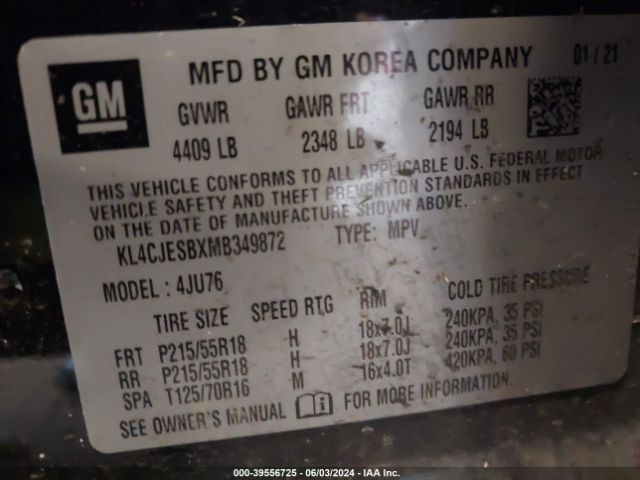 GM
MFD BY GM KOREA COMPANY 01/21
GVWR GAWR FRT GAWR RR
4409 LB 2348 LB 2194 LB
THIS VEHICLE CONFORMS TO ALL APPLICABLE U.S. FEDERAL MOTOR
VEHICLE SAFETY AND THEFT PREVENTION STANDARDS IN EFFECT
ON THE DATE OF MANUFACTURE SHOWN ABOVE.
KL4CJESBXMB349872 TYPE: MPV
MODEL : 4JU76
TIRE SIZE SPEED RTG RIM COLD TIRE PRESSURE
FRT P215/55R18 H 18x7.0J 240KPA, 35 PSI
RR P215/55R18 H 18x7.0J 240KPA, 35 PSI
SPA T125/70R16 M 16x4.0T 420KPA, 60 PSI
SEE OWNER'S MANUAL FOR MORE INFORMATION.
000-39556725 - 06/03/2024 - IAA Inc.